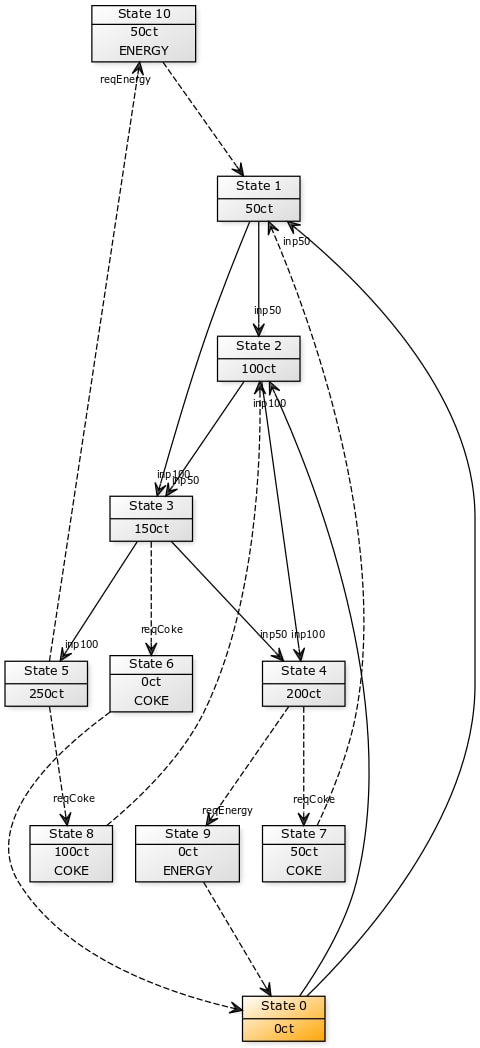 State 10
50ct
ENERGY
reqEnergy
State 1
50ct
inp50
inp50
State 2
100ct
inp100
inp100
inp50
State 3
150ct
reqCoke
inp50
inp100
inp100
State 5
250ct
State 6
0ct
COKE
State 4
200ct
reqCoke
reqEnergy
reqCoke
State 8
100ct
COKE
State 9
0ct
ENERGY
State 7
50ct
COKE
State 0
0ct